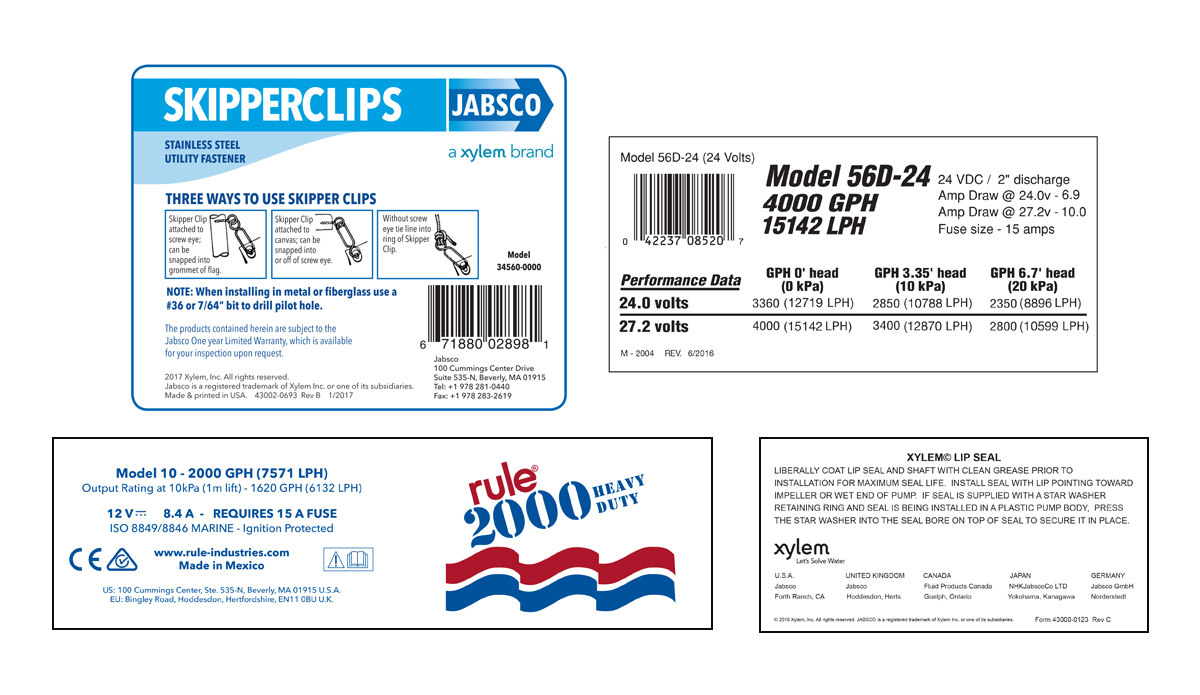 SKIPPERCLIPS
JABSCO
STAINLESS STEEL
UTILITY FASTENER
a xylem brand
THREE WAYS TO USE SKIPPER CLIPS
Skipper Clip
attached to
screw eye;
can be
snapped into
grommet of flag.
Skipper Clip
attached to
canvas; can be
snapped into
or off of screw eye.
Without screw
eye tie line into
ring of Skipper
Clip.
Model
34560-0000
NOTE: When installing in metal or fiberglass use a
#36 or 7/64" bit to drill pilot hole.
The products contained herein are subject to the
Jabsco One year Limited Warranty, which is available
for your inspection upon request.
6 71880 02898 1
Jabsco
100 Cummings Center Drive
Suite 535-N, Beverly, MA 01915
Tel: +1 978 281-0440
Fax: +1 978 283-2619
2017 Xylem, Inc. All rights reserved.
Jabsco is a registered trademark of Xylem Inc. or one of its subsidiaries.
Made & printed in USA. 43002-0693 Rev B 1/2017
Model 56D-24 (24 Volts)
0 42237 08520 7
Model 56D-24
4000 GPH
15142 LPH
24 VDC / 2" discharge
Amp Draw @ 24.0v - 6.9
Amp Draw @ 27.2v - 10.0
Fuse size - 15 amps
Performance Data GPH 0' head (0 kPa) GPH 3.35' head (10 kPa) GPH 6.7' head (20 kPa)
24.0 volts 3360 (12719 LPH) 2850 (10788 LPH) 2350 (8896 LPH)
27.2 volts 4000 (15142 LPH) 3400 (12870 LPH) 2800 (10599 LPH)
M - 2004 REV. 6/2016
Model 10 - 2000 GPH (7571 LPH)
Output Rating at 10kPa (1m lift) - 1620 GPH (6132 LPH)
12 V⎓ 8.4 A - REQUIRES 15 A FUSE
ISO 8849/8846 MARINE - Ignition Protected
CE
www.rule-industries.com
Made in Mexico
US: 100 Cummings Center, Ste. 535-N, Beverly, MA 01915 U.S.A.
EU: Bingley Road, Hoddesdon, Hertfordshire, EN11 0BU U.K.
rule®
2000
HEAVY
DUTY
XYLEM© LIP SEAL
LIBERALLY COAT LIP SEAL AND SHAFT WITH CLEAN GREASE PRIOR TO
INSTALLATION FOR MAXIMUM SEAL LIFE. INSTALL SEAL WITH LIP POINTING TOWARD
IMPELLER OR WET END OF PUMP. IF SEAL IS SUPPLIED WITH A STAR WASHER
RETAINING RING AND SEAL IS BEING INSTALLED IN A PLASTIC PUMP BODY, PRESS
THE STAR WASHER INTO THE SEAL BORE ON TOP OF SEAL TO SECURE IT IN PLACE.
xylem
Let's Solve Water
U.S.A. UNITED KINGDOM CANADA JAPAN GERMANY
Jabsco Jabsco Fluid Products Canada NHKJabscoCo LTD Jabsco GmbH
Forth Ranch, CA Hoddesdon, Herts Guelph, Ontario Yokohama, Kanagawa Norderstedt
© 2016 Xylem, Inc. All rights reserved. JABSCO is a registered trademark of Xylem Inc. or one of its subsidiaries. Form 43000-0123 Rev C